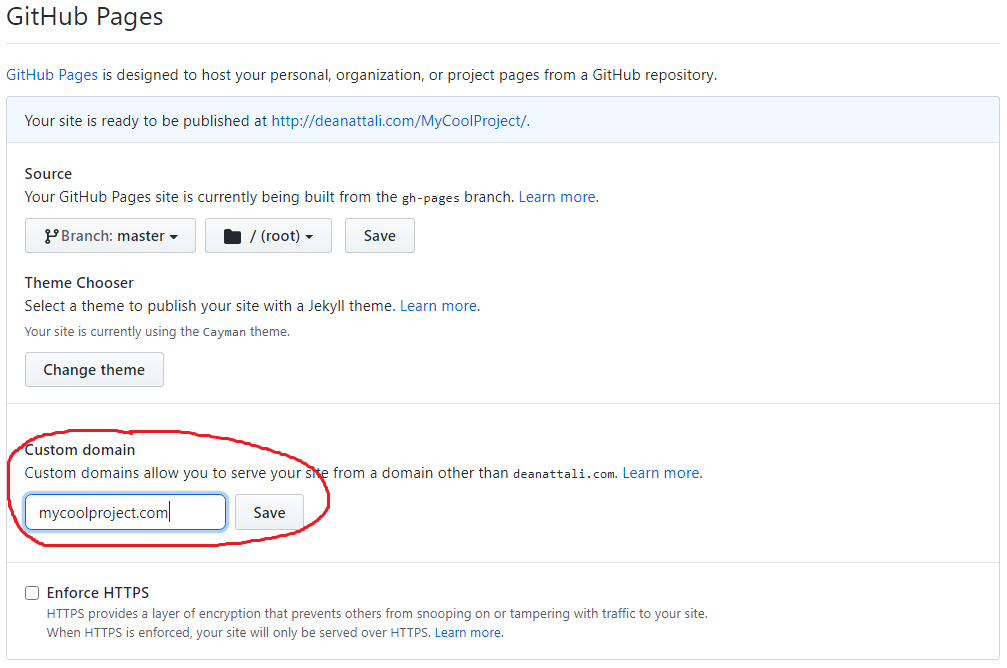 GitHub Pages
GitHub Pages is designed to host your personal, organization, or project pages from a GitHub repository.
Your site is ready to be published at http://deanattali.com/MyCoolProject/.
Source
Your GitHub Pages site is currently being built from the gh-pages branch. Learn more.
Branch: master / (root) Save
Theme Chooser
Select a theme to publish your site with a Jekyll theme. Learn more.
Your site is currently using the Cayman theme.
Change theme
Custom domain
Custom domains allow you to serve your site from a domain other than deanattali.com. Learn more.
mycoolproject.com Save
Enforce HTTPS
HTTPS provides a layer of encryption that prevents others from snooping on or tampering with traffic to your site.
When HTTPS is enforced, your site will only be served over HTTPS. Learn more.